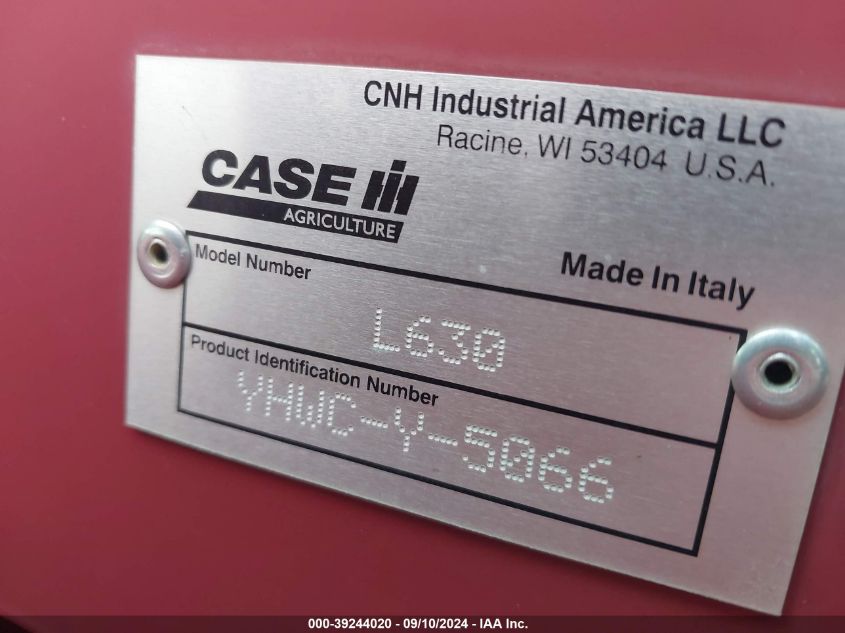 CNH Industrial America LLC
Racine, WI 53404 U.S.A.
CASE IH
AGRICULTURE
Made In Italy
Model Number
L630
Product Identification Number
YHWC-Y-5066
000-39244020 - 09/10/2024 - IAA Inc.